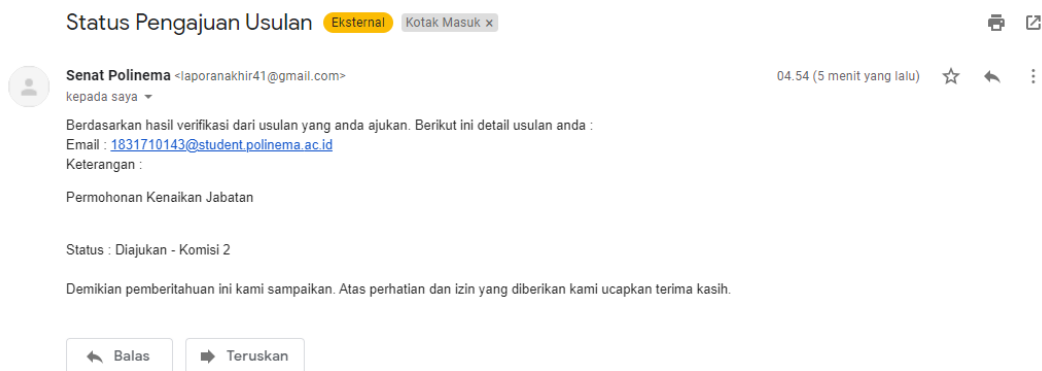 Status Pengajuan Usulan Eksternal Kotak Masuk x
Senat Polinema <laporanakhir41@gmail.com> 04.54 (5 menit yang lalu)
kepada saya
Berdasarkan hasil verifikasi dari usulan yang anda ajukan. Berikut ini detail usulan anda :
Email : 1831710143@student.polinema.ac.id
Keterangan :
Permohonan Kenaikan Jabatan
Status : Diajukan - Komisi 2
Demikian pemberitahuan ini kami sampaikan. Atas perhatian dan izin yang diberikan kami ucapkan terima kasih.
Balas Teruskan